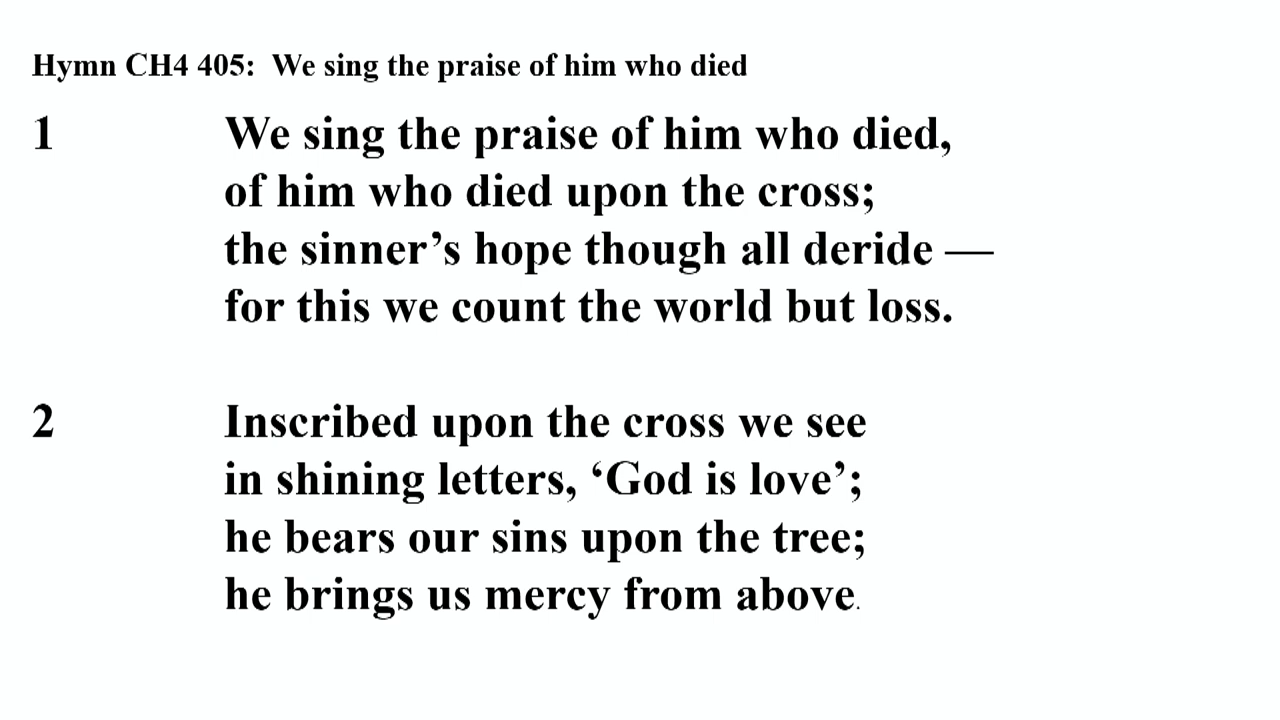 Hymn CH4 405:  We sing the praise of him who died
1 We sing the praise of him who died,
of him who died upon the cross;
the sinner’s hope though all deride —
for this we count the world but loss.
2 Inscribed upon the cross we see
in shining letters, ‘God is love’;
he bears our sins upon the tree;
he brings us mercy from above.